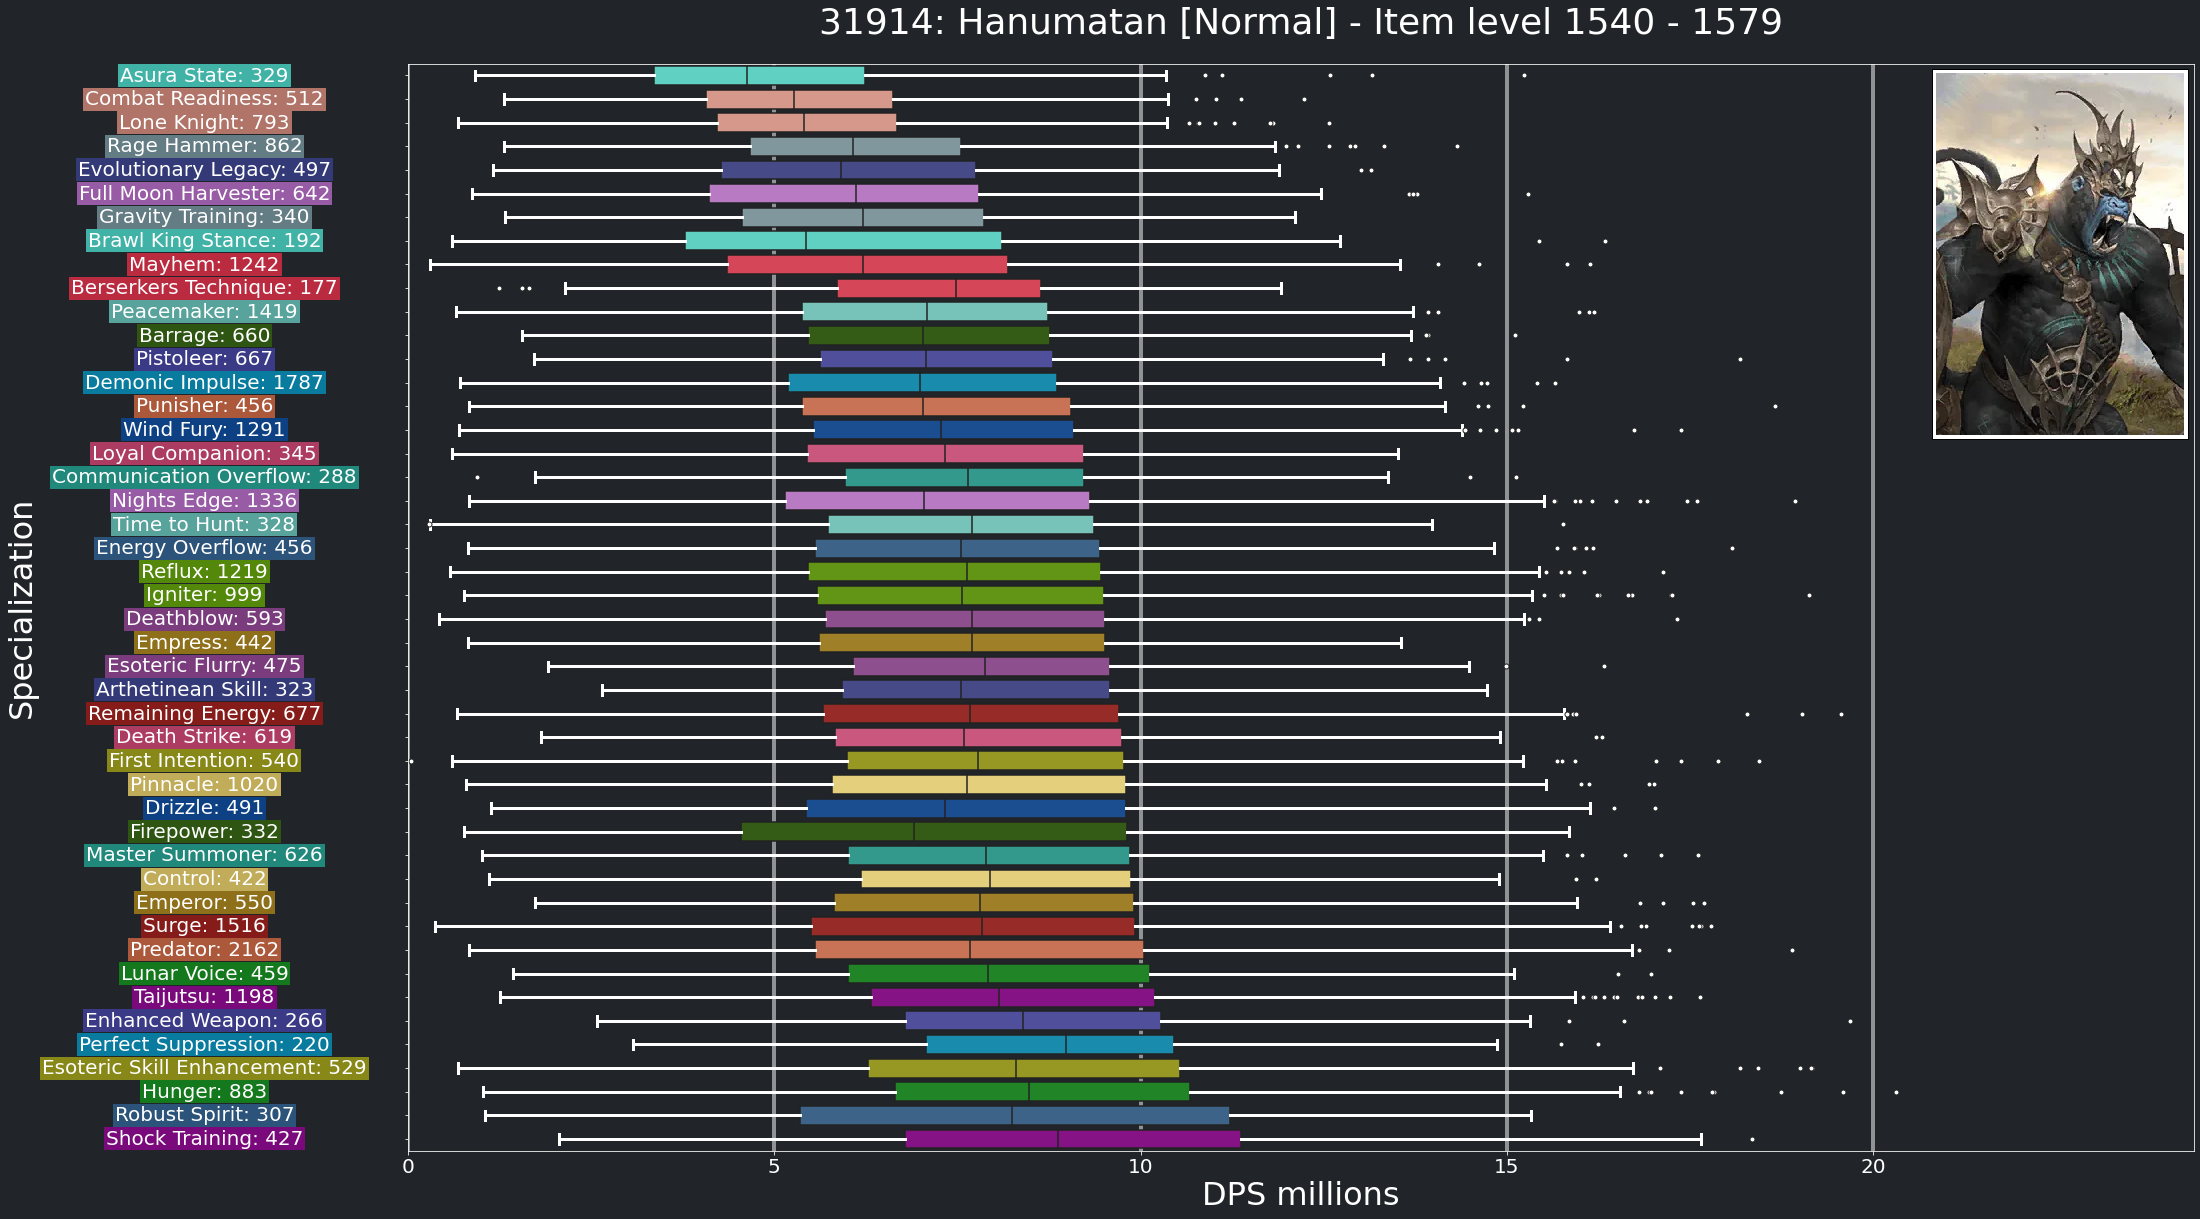 31914: Hanumatan [Normal] - Item level 1540 - 1579
Asura State: 329
Combat Readiness: 512
Lone Knight: 793
Rage Hammer: 862
Evolutionary Legacy: 497
Full Moon Harvester: 642
Gravity Training: 340
Brawl King Stance: 192
Mayhem: 1242
Berserkers Technique: 177
Peacemaker: 1419
Barrage: 660
Pistoleer: 667
Demonic Impulse: 1787
Punisher: 456
Wind Fury: 1291
Loyal Companion: 345
Communication Overflow: 288
Nights Edge: 1336
Time to Hunt: 328
Energy Overflow: 456
Reflux: 1219
Igniter: 999
Deathblow: 593
Empress: 442
Esoteric Flurry: 475
Arthetinean Skill: 323
Remaining Energy: 677
Death Strike: 619
First Intention: 540
Pinnacle: 1020
Drizzle: 491
Firepower: 332
Master Summoner: 626
Control: 422
Emperor: 550
Surge: 1516
Predator: 2162
Lunar Voice: 459
Taijutsu: 1198
Enhanced Weapon: 266
Perfect Suppression: 220
Esoteric Skill Enhancement: 529
Hunger: 883
Robust Spirit: 307
Shock Training: 427
Specialization
0 5 10 15 20
DPS millions